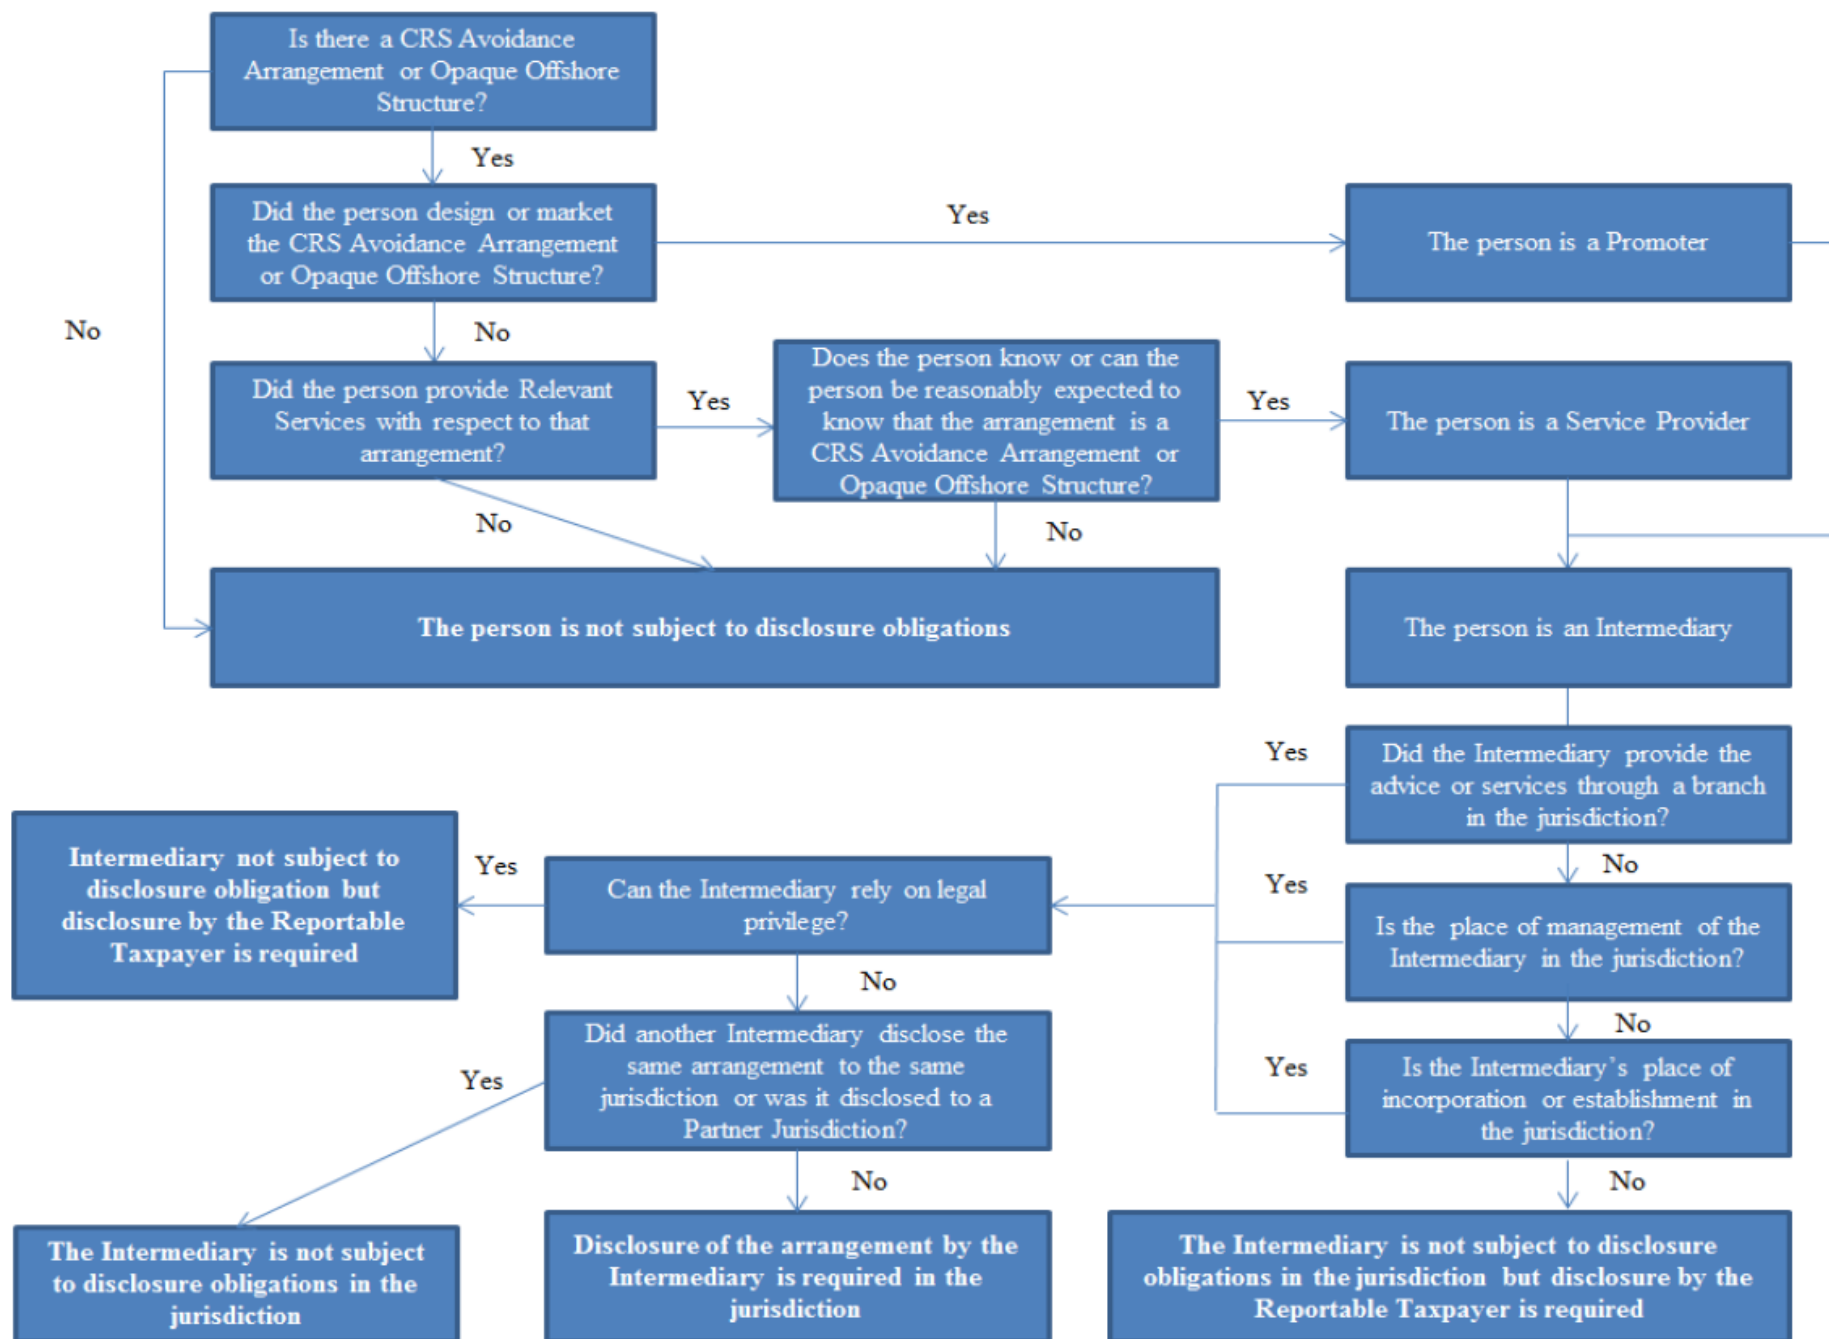 Is there a CRS Avoidance
Arrangement or Opaque Offshore
Structure?
Yes
Did the person design or market
the CRS Avoidance Arrangement
or Opaque Offshore Structure?
Yes
The person is a Promoter
No
No
Did the person provide Relevant
Services with respect to that
arrangement?
Yes
Does the person know or can the
person be reasonably expected to
know that the arrangement is a
CRS Avoidance Arrangement or
Opaque Offshore Structure?
Yes
The person is a Service Provider
No
No
The person is not subject to disclosure obligations
The person is an Intermediary
Yes
Did the Intermediary provide the
advice or services through a branch
in the jurisdiction?
No
Yes
Is the place of management of the
Intermediary in the jurisdiction?
No
Yes
Is the Intermediary’s place of
incorporation or establishment in
the jurisdiction?
No
Can the Intermediary rely on legal
privilege?
Yes
Intermediary not subject to
disclosure obligation but
disclosure by the Reportable
Taxpayer is required
No
Did another Intermediary disclose the
same arrangement to the same
jurisdiction or was it disclosed to a
Partner Jurisdiction?
Yes
No
The Intermediary is not subject
to disclosure obligations in the
jurisdiction
Disclosure of the arrangement by the
Intermediary is required in the
jurisdiction
The Intermediary is not subject to disclosure
obligations in the jurisdiction but disclosure by the
Reportable Taxpayer is required